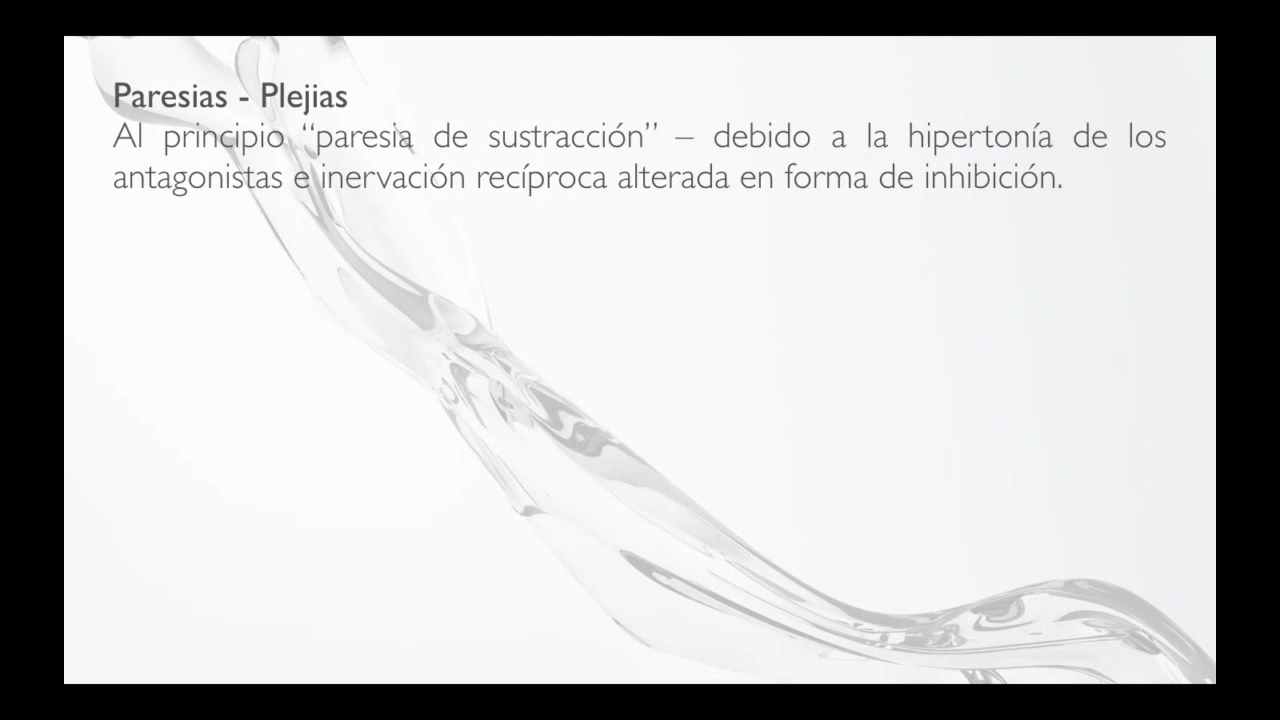 Paresias - Plejias
Al principio “paresia de sustracción” – debido a la hipertonía de los
antagonistas e inervación recíproca alterada en forma de inhibición.